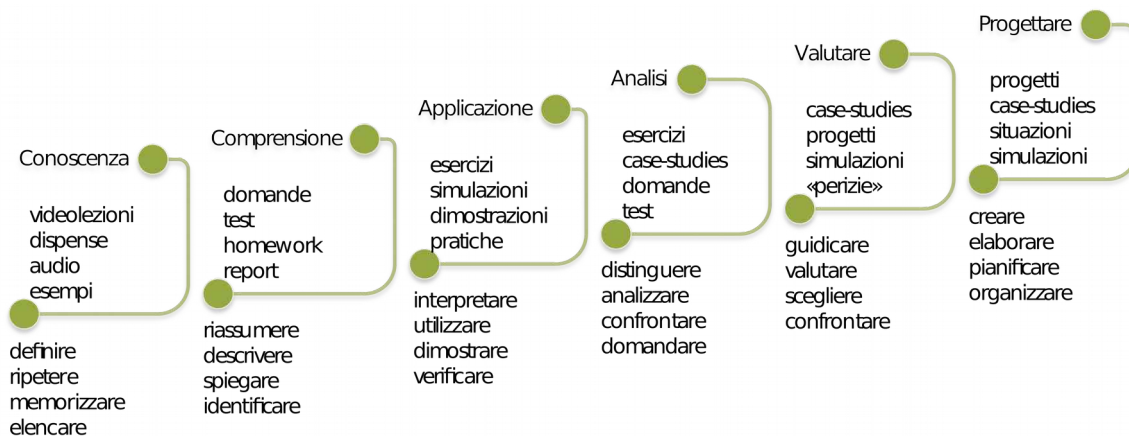 Conoscenza
videolezioni
dispense
audio
esempi
definire
ripetere
memorizzare
elencare
Comprensione
domande
test
homework
report
riassumere
descrivere
spiegare
identificare
Applicazione
esercizi
simulazioni
dimostrazioni
pratiche
interpretare
utilizzare
dimostrare
verificare
Analisi
esercizi
case-studies
domande
test
distinguere
analizzare
confrontare
domandare
Valutare
case-studies
progetti
simulazioni
«perizie»
guidicare
valutare
scegliere
confrontare
Progettare
progetti
case-studies
situazioni
simulazioni
creare
elaborare
pianificare
organizzare